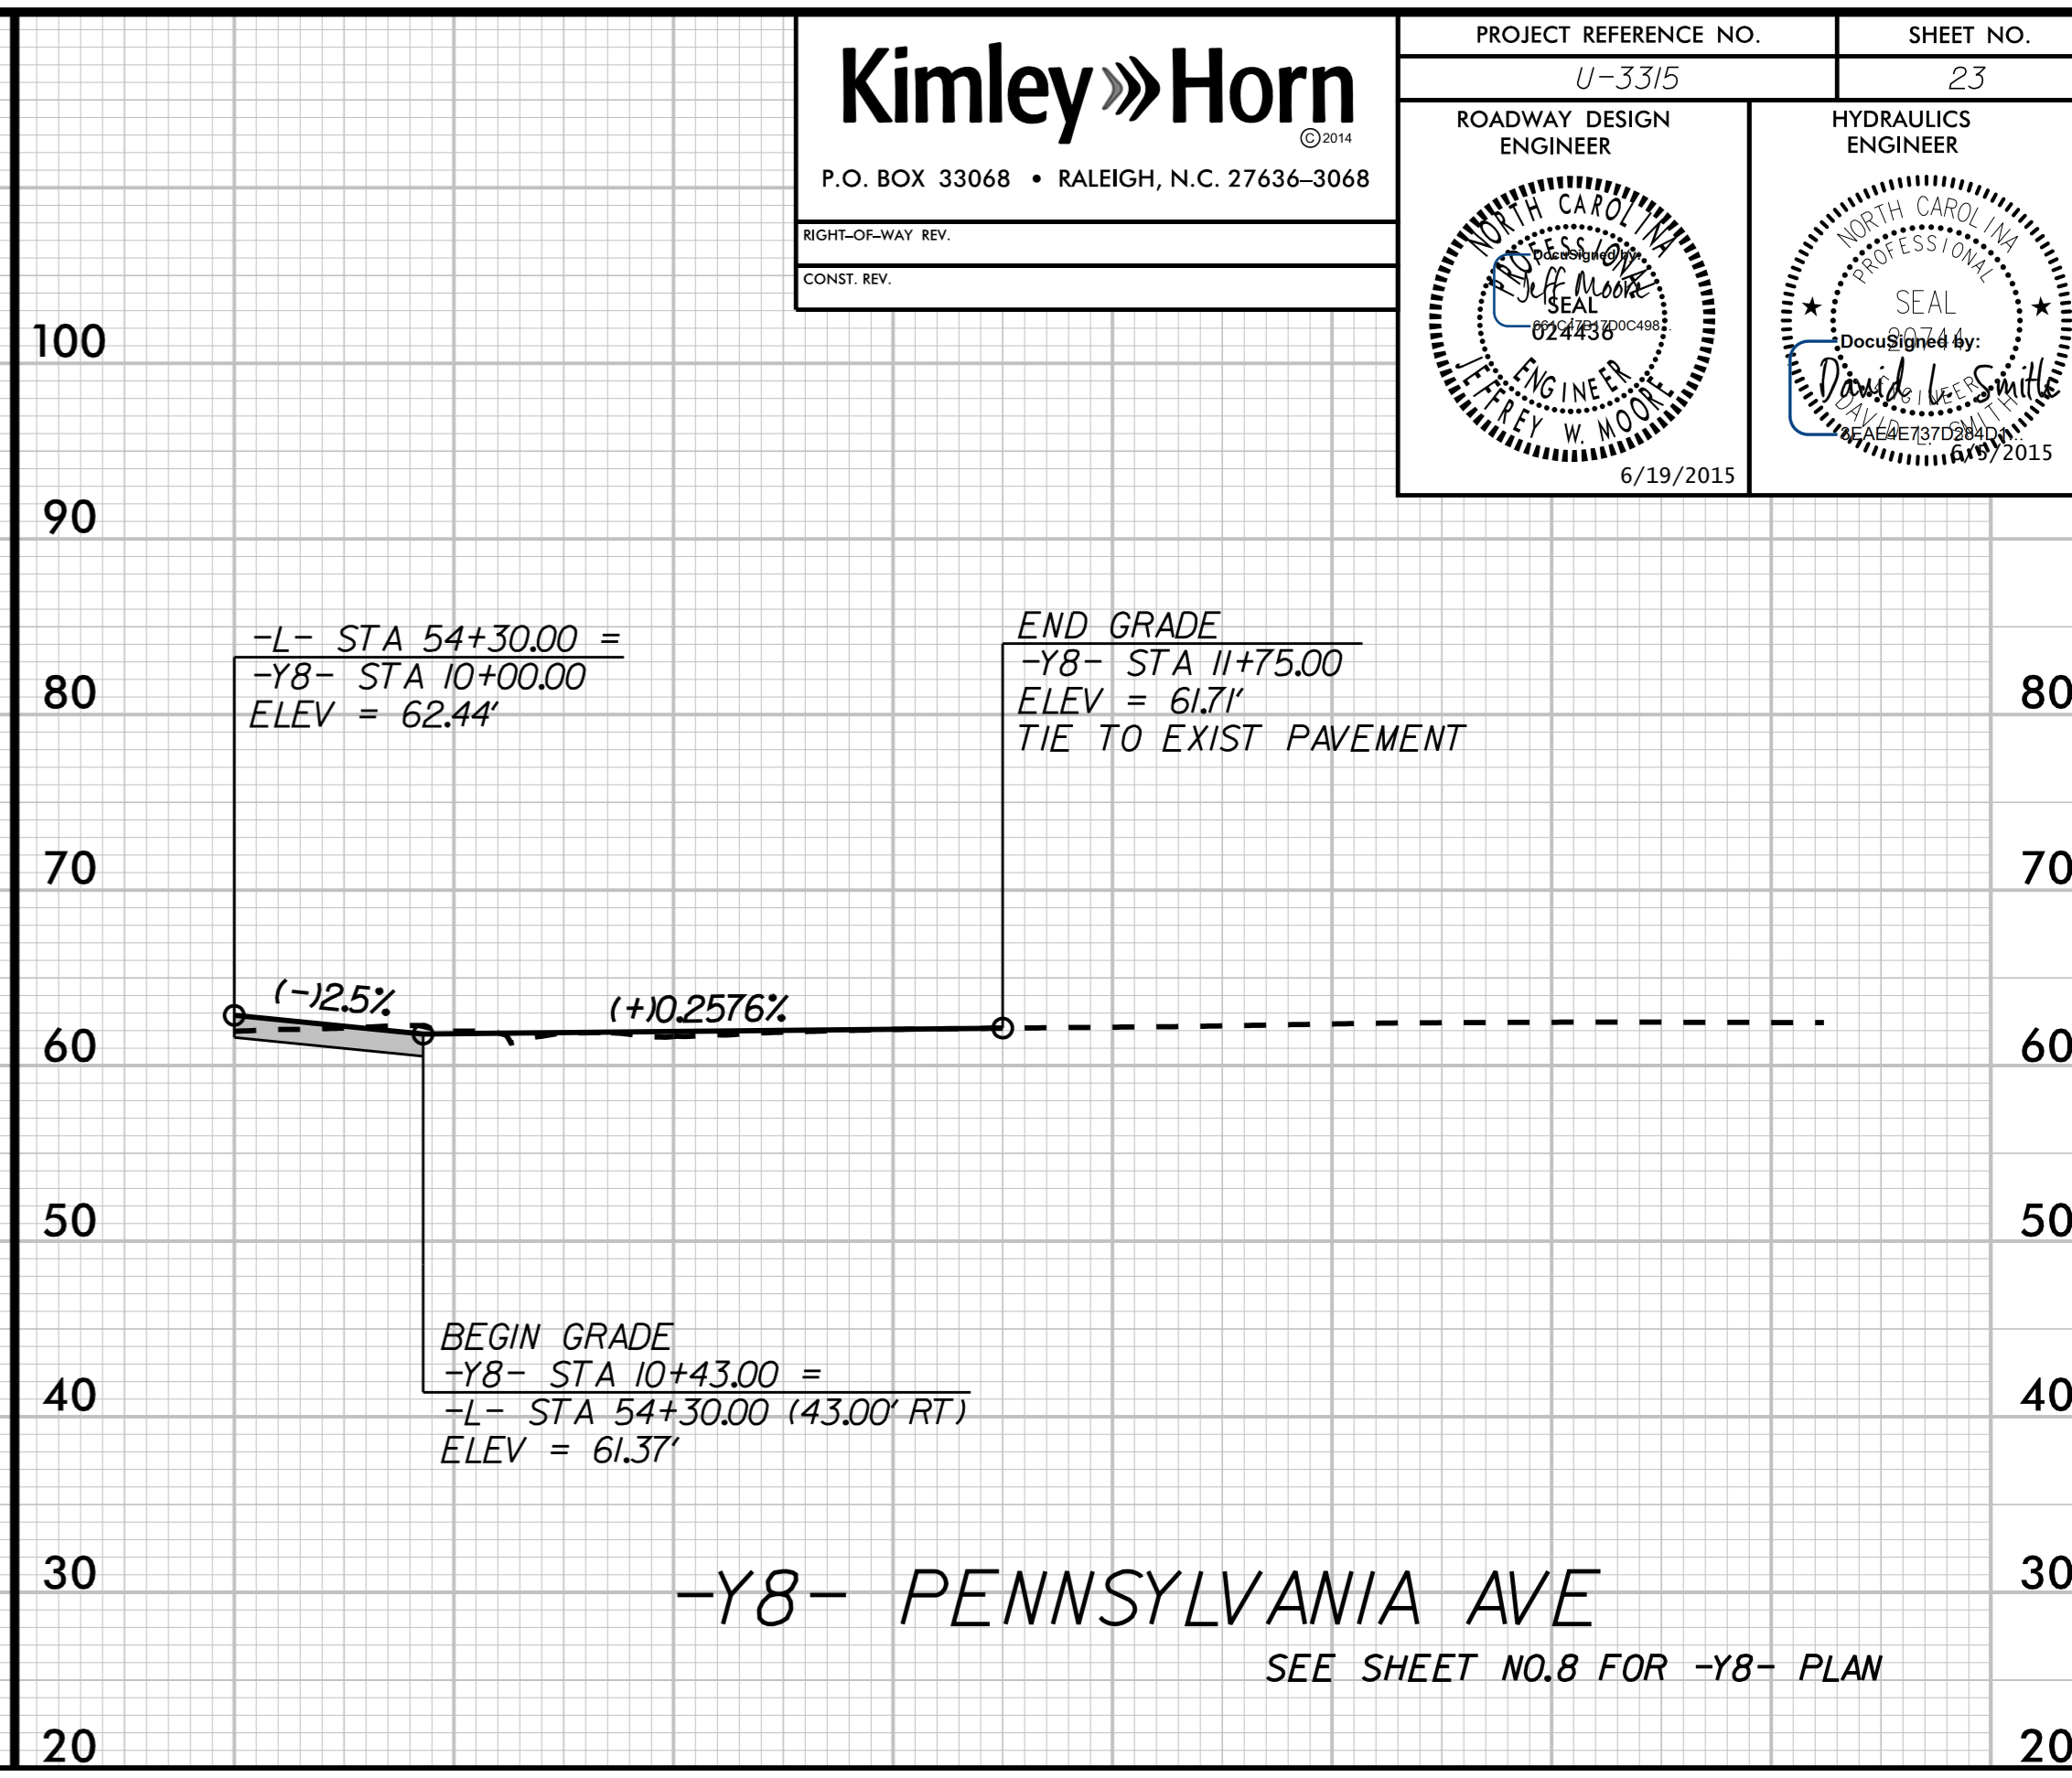 Kimley Horn
© 2014
P.O. BOX 33068 • RALEIGH, N.C. 27636–3068
RIGHT–OF–WAY REV.
CONST. REV.
PROJECT REFERENCE NO.
SHEET NO.
U-3315
23
ROADWAY DESIGN
ENGINEER
HYDRAULICS
ENGINEER
NORTH CAROLINA
PROFESSIONAL
DocuSigned by:
Jeff Moore
SEAL
661C47B17D0C498...
024436
ENGINEER
JEFFREY W. MOORE
6/19/2015
NORTH CAROLINA
PROFESSIONAL
SEAL
20744
DocuSigned by:
David L. Smith
ENGINEER
DAVID L. SMITH
6/5/2015
100
90
80
70
60
50
40
30
20
80
70
60
50
40
30
20
-L- STA 54+30.00 =
-Y8- STA 10+00.00
ELEV = 62.44'
END GRADE
-Y8- STA 11+75.00
ELEV = 61.71'
TIE TO EXIST PAVEMENT
(-)2.5%
(+)0.2576%
BEGIN GRADE
-Y8- STA 10+43.00 =
-L- STA 54+30.00 (43.00' RT)
ELEV = 61.37'
-Y8- PENNSYLVANIA AVE
SEE SHEET NO.8 FOR -Y8- PLAN